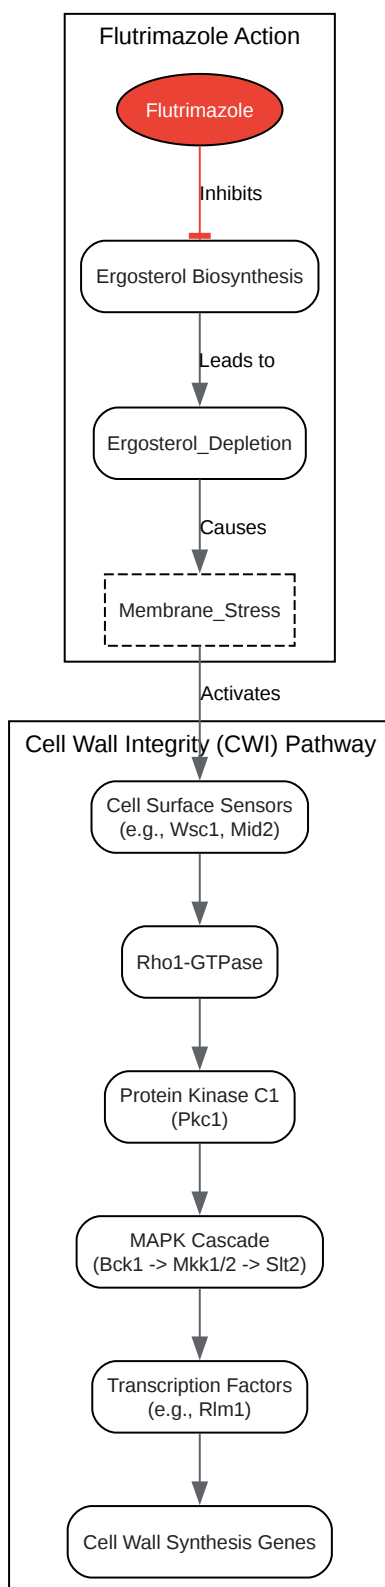 Flutrimazole Action
Flutrimazole
Inhibits
Ergosterol Biosynthesis
Leads to
Ergosterol_Depletion
Causes
Membrane_Stress
Activates
Cell Wall Integrity (CWI) Pathway
Cell Surface Sensors
(e.g., Wsc1, Mid2)
Rho1-GTPase
Protein Kinase C1
(Pkc1)
MAPK Cascade
(Bck1 -> Mkk1/2 -> Slt2)
Transcription Factors
(e.g., Rlm1)
Cell Wall Synthesis Genes